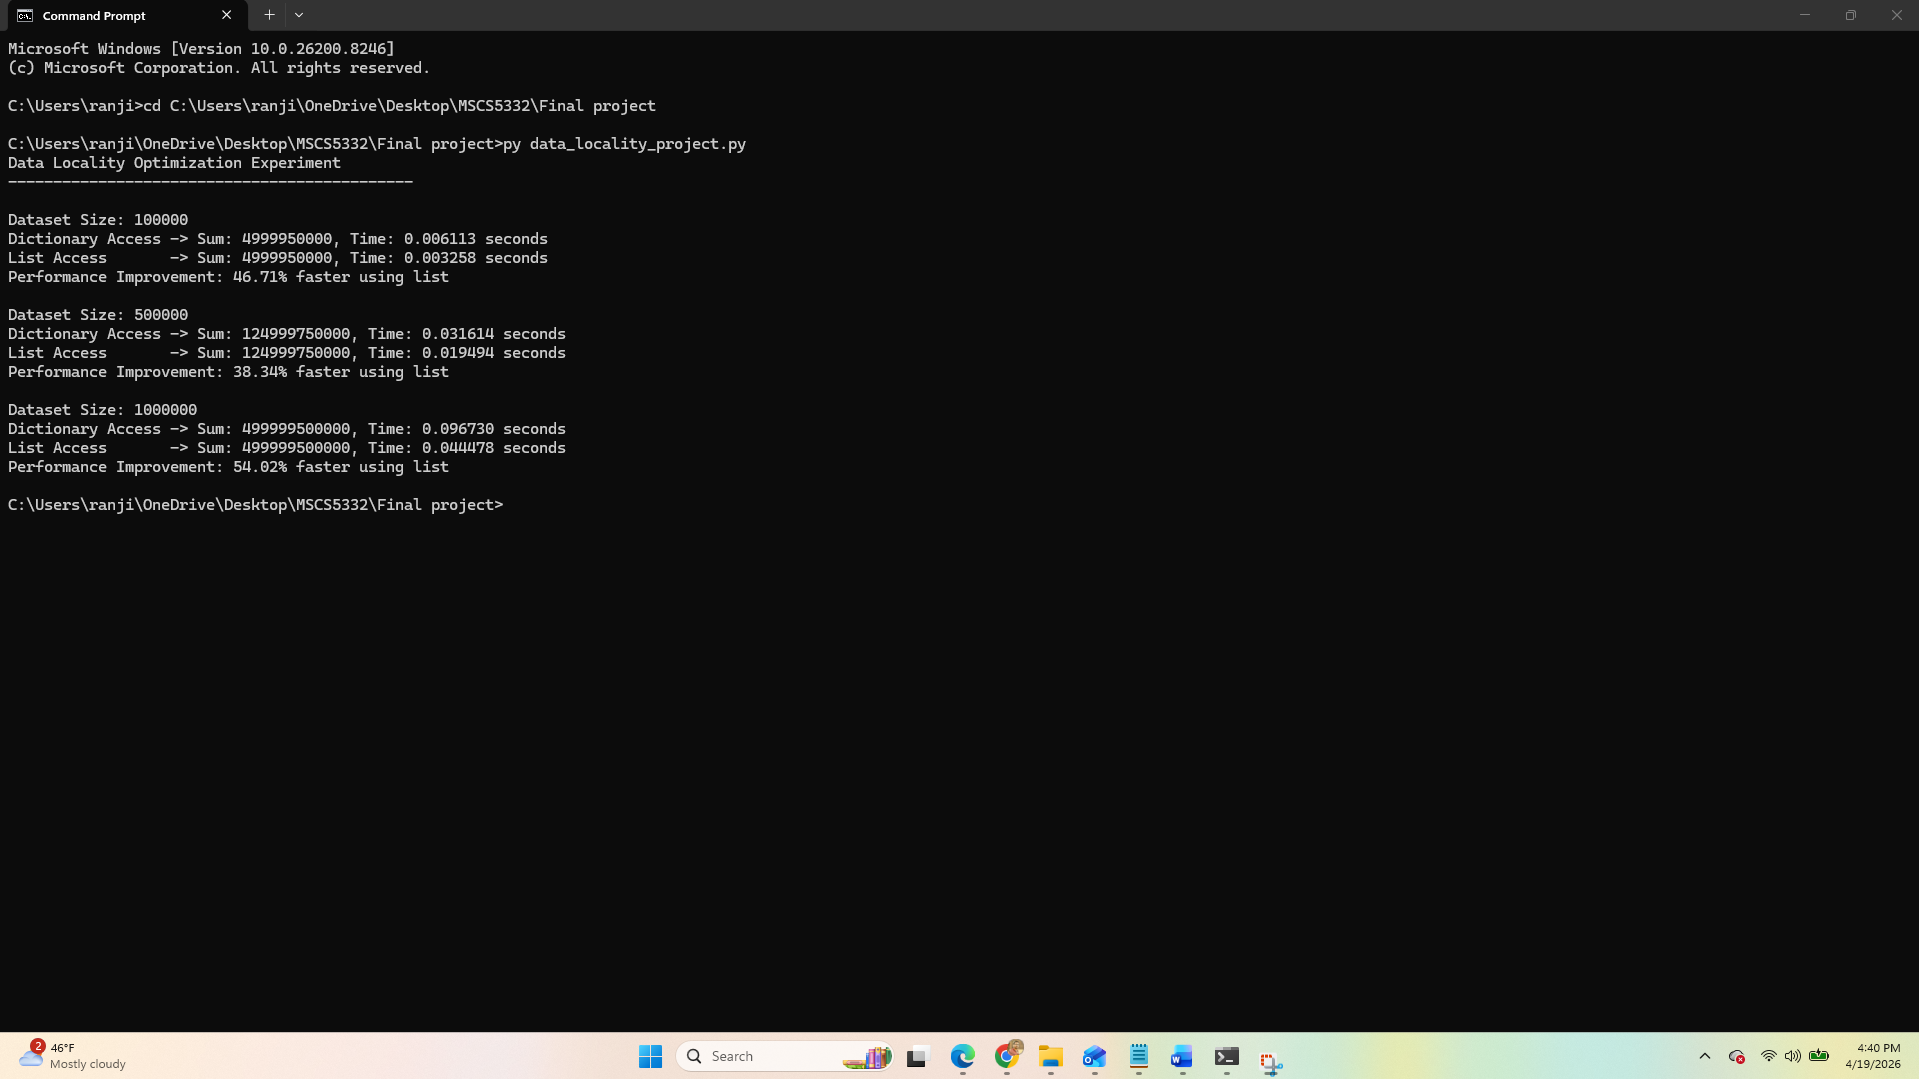 Command Prompt
Microsoft Windows [Version 10.0.26200.8246]
(c) Microsoft Corporation. All rights reserved.
C:\Users\ranji>cd C:\Users\ranji\OneDrive\Desktop\MSCS5332\Final project
C:\Users\ranji\OneDrive\Desktop\MSCS5332\Final project>py data_locality_project.py
Data Locality Optimization Experiment
---------------------------------------------
Dataset Size: 100000
Dictionary Access -> Sum: 4999950000, Time: 0.006113 seconds
List Access       -> Sum: 4999950000, Time: 0.003258 seconds
Performance Improvement: 46.71% faster using list
Dataset Size: 500000
Dictionary Access -> Sum: 124999750000, Time: 0.031614 seconds
List Access       -> Sum: 124999750000, Time: 0.019494 seconds
Performance Improvement: 38.34% faster using list
Dataset Size: 1000000
Dictionary Access -> Sum: 499999500000, Time: 0.096730 seconds
List Access       -> Sum: 499999500000, Time: 0.044478 seconds
Performance Improvement: 54.02% faster using list
C:\Users\ranji\OneDrive\Desktop\MSCS5332\Final project>
2
46°F
Mostly cloudy
Search
4:40 PM
4/19/2026